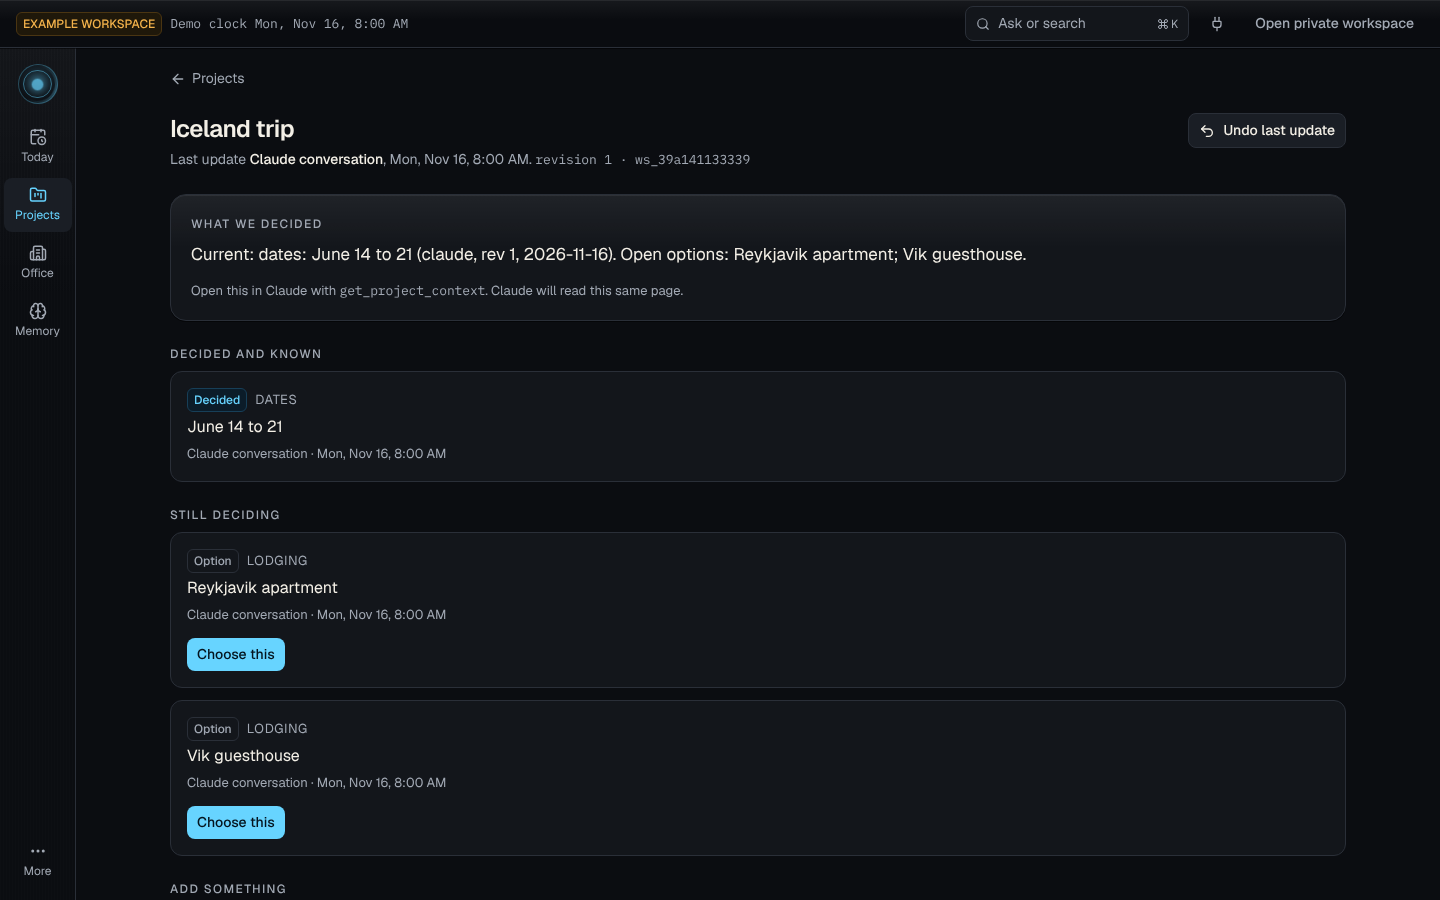 EXAMPLE WORKSPACE Demo clock Mon, Nov 16, 8:00 AM
Ask or search ⌘K
Open private workspace
Today
Projects
Office
Memory
More
← Projects
Iceland trip
Undo last update
Last update Claude conversation, Mon, Nov 16, 8:00 AM. revision 1 · ws_39a141133339
WHAT WE DECIDED
Current: dates: June 14 to 21 (claude, rev 1, 2026-11-16). Open options: Reykjavik apartment; Vik guesthouse.
Open this in Claude with get_project_context. Claude will read this same page.
DECIDED AND KNOWN
Decided DATES
June 14 to 21
Claude conversation · Mon, Nov 16, 8:00 AM
STILL DECIDING
Option LODGING
Reykjavik apartment
Claude conversation · Mon, Nov 16, 8:00 AM
Choose this
Option LODGING
Vik guesthouse
Claude conversation · Mon, Nov 16, 8:00 AM
Choose this
ADD SOMETHING